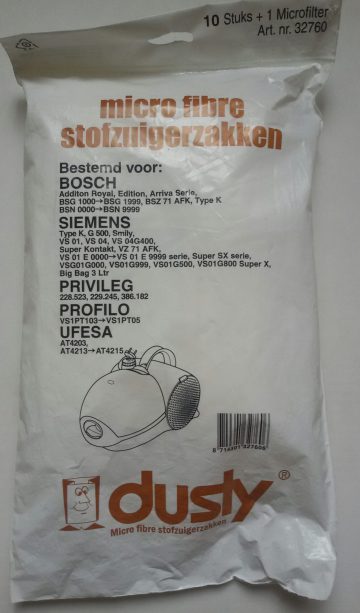 10 Stuks + 1 Microfilter
Art. nr. 32760
micro fibre
stofzuigerzakken
Bestemd voor:
BOSCH
Additon Royal, Edition, Arriva Serie,
BSG 1000→BSG 1999, BSZ 71 AFK, Type K
BSN 0000→BSN 9999
SIEMENS
Type K, G 500, Smily,
VS 01, VS 04, VS 04G400,
Super Kontakt, VZ 71 AFK,
VS 01 E 0000→VS 01 E 9999 serie, Super SX serie,
VSG01G000, VS01G999, VS01G500, VS01G800 Super X,
Big Bag 3 Ltr
PRIVILEG
228.523, 229.245, 386.182
PROFILO
VS1PT103→VS1PT05
UFESA
AT4203,
AT4213→AT4215
dusty®
Micro fibre stofzuigerzakken